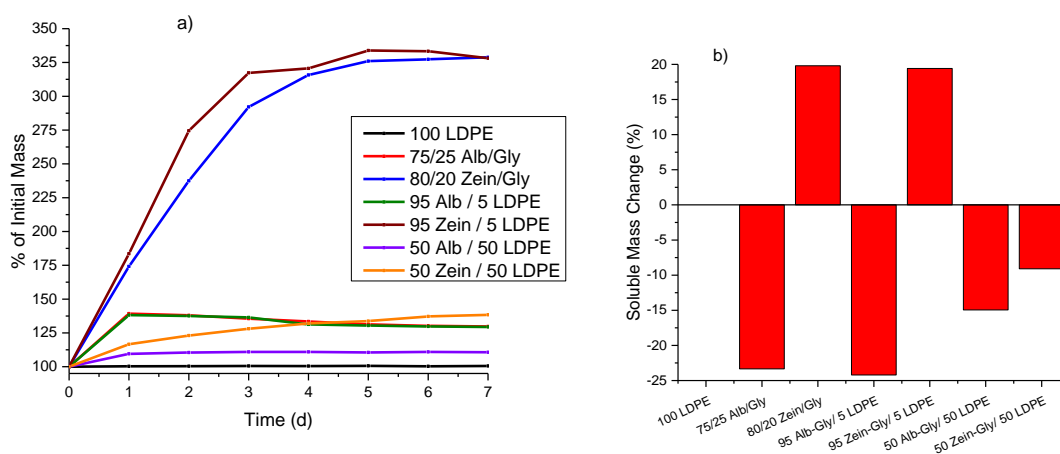 a)
350
325
300
275
250
225
200
175
150
125
100
% of Initial Mass
0 1 2 3 4 5 6 7
Time (d)
100 LDPE
75/25 Alb/Gly
80/20 Zein/Gly
95 Alb / 5 LDPE
95 Zein / 5 LDPE
50 Alb / 50 LDPE
50 Zein / 50 LDPE
b)
20
15
10
5
0
-5
-10
-15
-20
-25
Soluble Mass Change (%)
100 LDPE
75/25 Alb/Gly
80/20 Zein/Gly
95 Alb-Gly/ 5 LDPE
95 Zein-Gly/ 5 LDPE
50 Alb-Gly/ 50 LDPE
50 Zein-Gly/ 50 LDPE